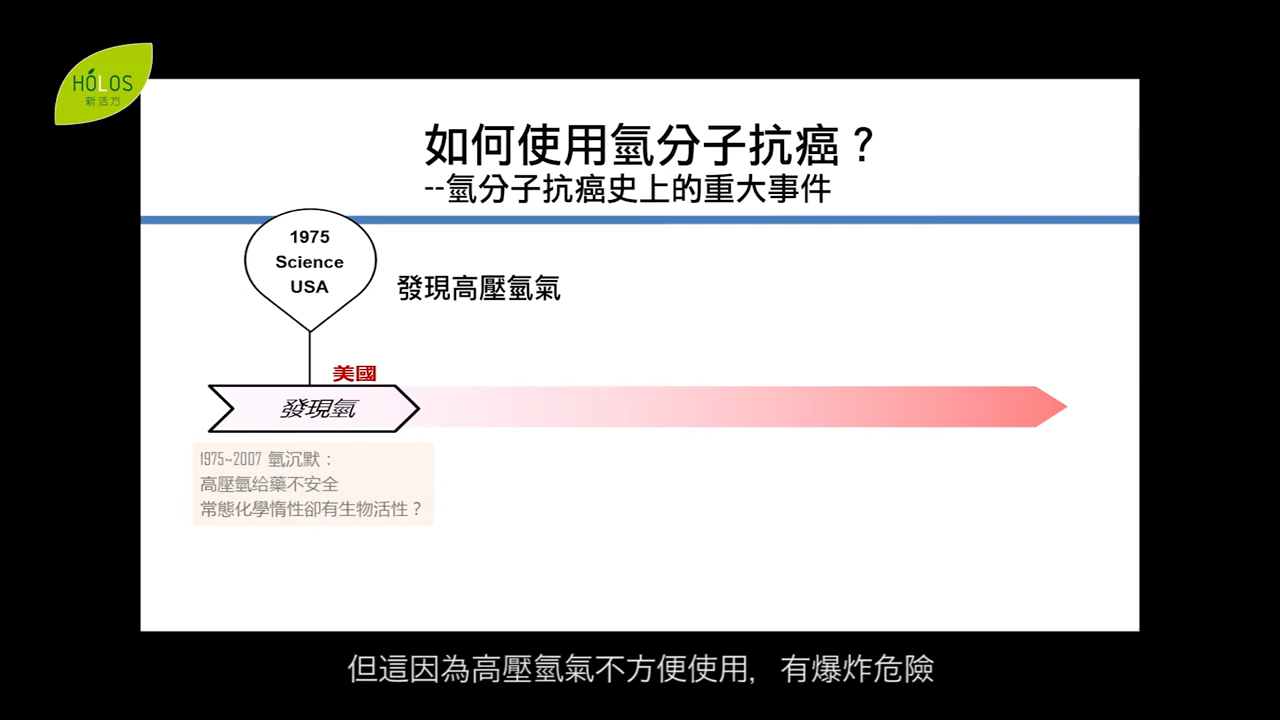 HOLOS
新活方
如何使用氫分子抗癌？
--氫分子抗癌史上的重大事件
1975
Science
USA
發現高壓氫氣
美國
發現氫
1975~2007 氫沉默：
高壓氫给藥不安全
常態化學惰性卻有生物活性？
但這因為高壓氫氣不方便使用, 有爆炸危險